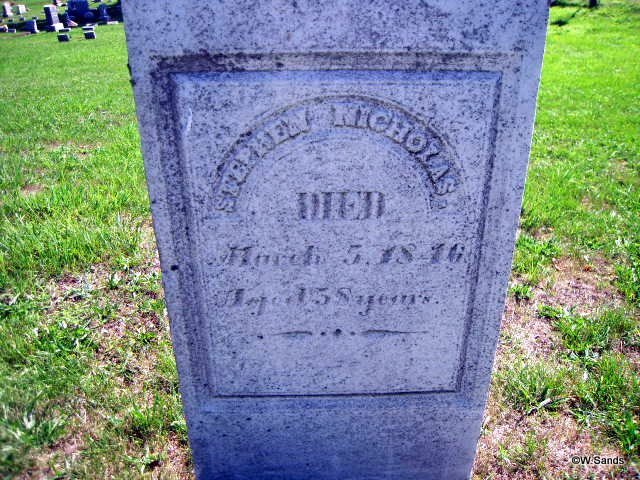 STEPHEN NICHOLAS.
DIED
March 5, 1846
Aged 58 years.
©W.Sands